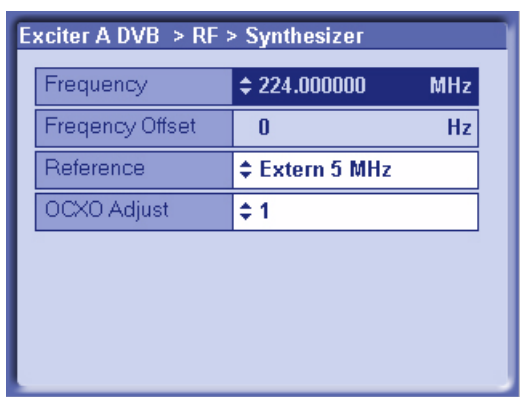 Exciter A DVB > RF > Synthesizer
Frequency 224.000000 MHz
Freqency Offset 0 Hz
Reference Extern 5 MHz
OCXO Adjust 1